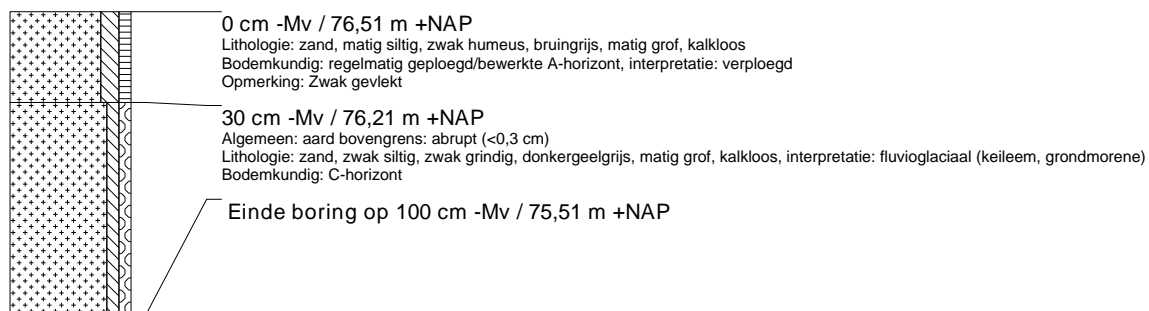 0 cm -Mv / 76,51 m +NAP
Lithologie: zand, matig siltig, zwak humeus, bruingrijs, matig grof, kalkloos
Bodemkundig: regelmatig geploegd/bewerkte A-horizont, interpretatie: verploegd
Opmerking: Zwak gevlekt
30 cm -Mv / 76,21 m +NAP
Algemeen: aard bovengrens: abrupt (<0,3 cm)
Lithologie: zand, zwak siltig, zwak grindig, donkergeelgrijs, matig grof, kalkloos, interpretatie: fluvioglaciaal (keileem, grondmorene)
Bodemkundig: C-horizont
Einde boring op 100 cm -Mv / 75,51 m +NAP